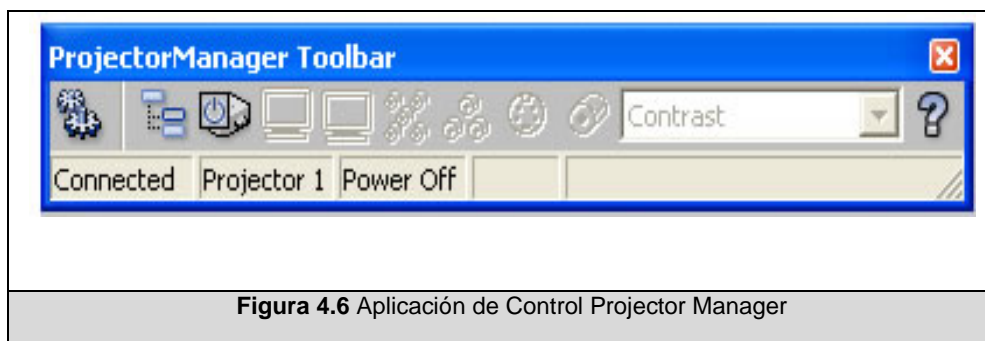 ProjectorManager Toolbar
Contrast
Connected Projector 1 Power Off
Figura 4.6 Aplicación de Control Projector Manager